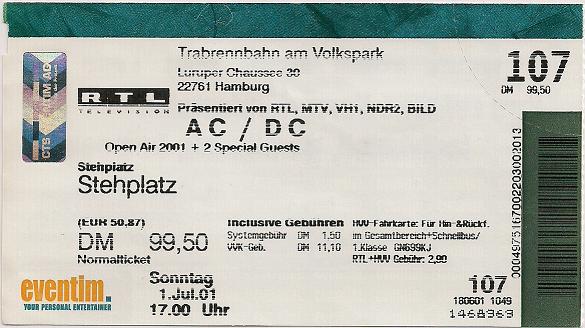 Trabrennbahn am Volkspark
Luruper Chaussee 30
22761 Hamburg
107
DM 99,50
CTS
RTL
TELEVISION
Präsentiert von RTL, MTV, VH1, NDR2, BILD
AC/DC
Open Air 2001 + 2 Special Guests
Stehplatz
Stehplatz
(EUR 50,87)
DM 99,50
Normalticket
Inclusive Gebühren
Systemgebühr DM 1,50
VVK-Geb. DM 11,10
HVV-Fahrkarte: Für Hin-&Rückf.
im Gesamtbereich+Schnellbus/
1.Klasse GN699KJ
RTL+HVV Gebühr: 2,90
Sonntag
1.Jul.01
17.00 Uhr
eventim.
YOUR PERSONAL ENTERTAINER
107
180601 1049
1468969
0004975167002203002013